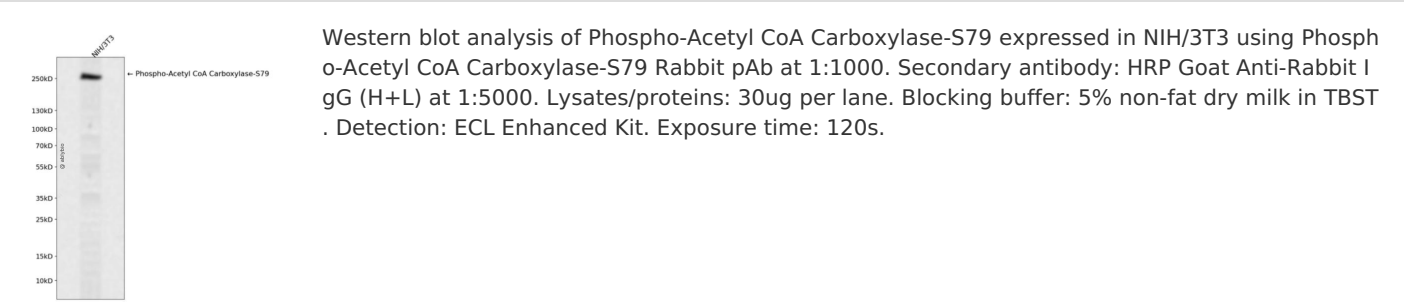 NIH/3T3
250kD
← Phospho-Acetyl CoA Carboxylase-S79
130kD
100kD
70kD
55kD
35kD
25kD
15kD
10kD
@ abybio
Western blot analysis of Phospho-Acetyl CoA Carboxylase-S79 expressed in NIH/3T3 using Phosph
o-Acetyl CoA Carboxylase-S79 Rabbit pAb at 1:1000. Secondary antibody: HRP Goat Anti-Rabbit I
gG (H+L) at 1:5000. Lysates/proteins: 30ug per lane. Blocking buffer: 5% non-fat dry milk in TBST
. Detection: ECL Enhanced Kit. Exposure time: 120s.